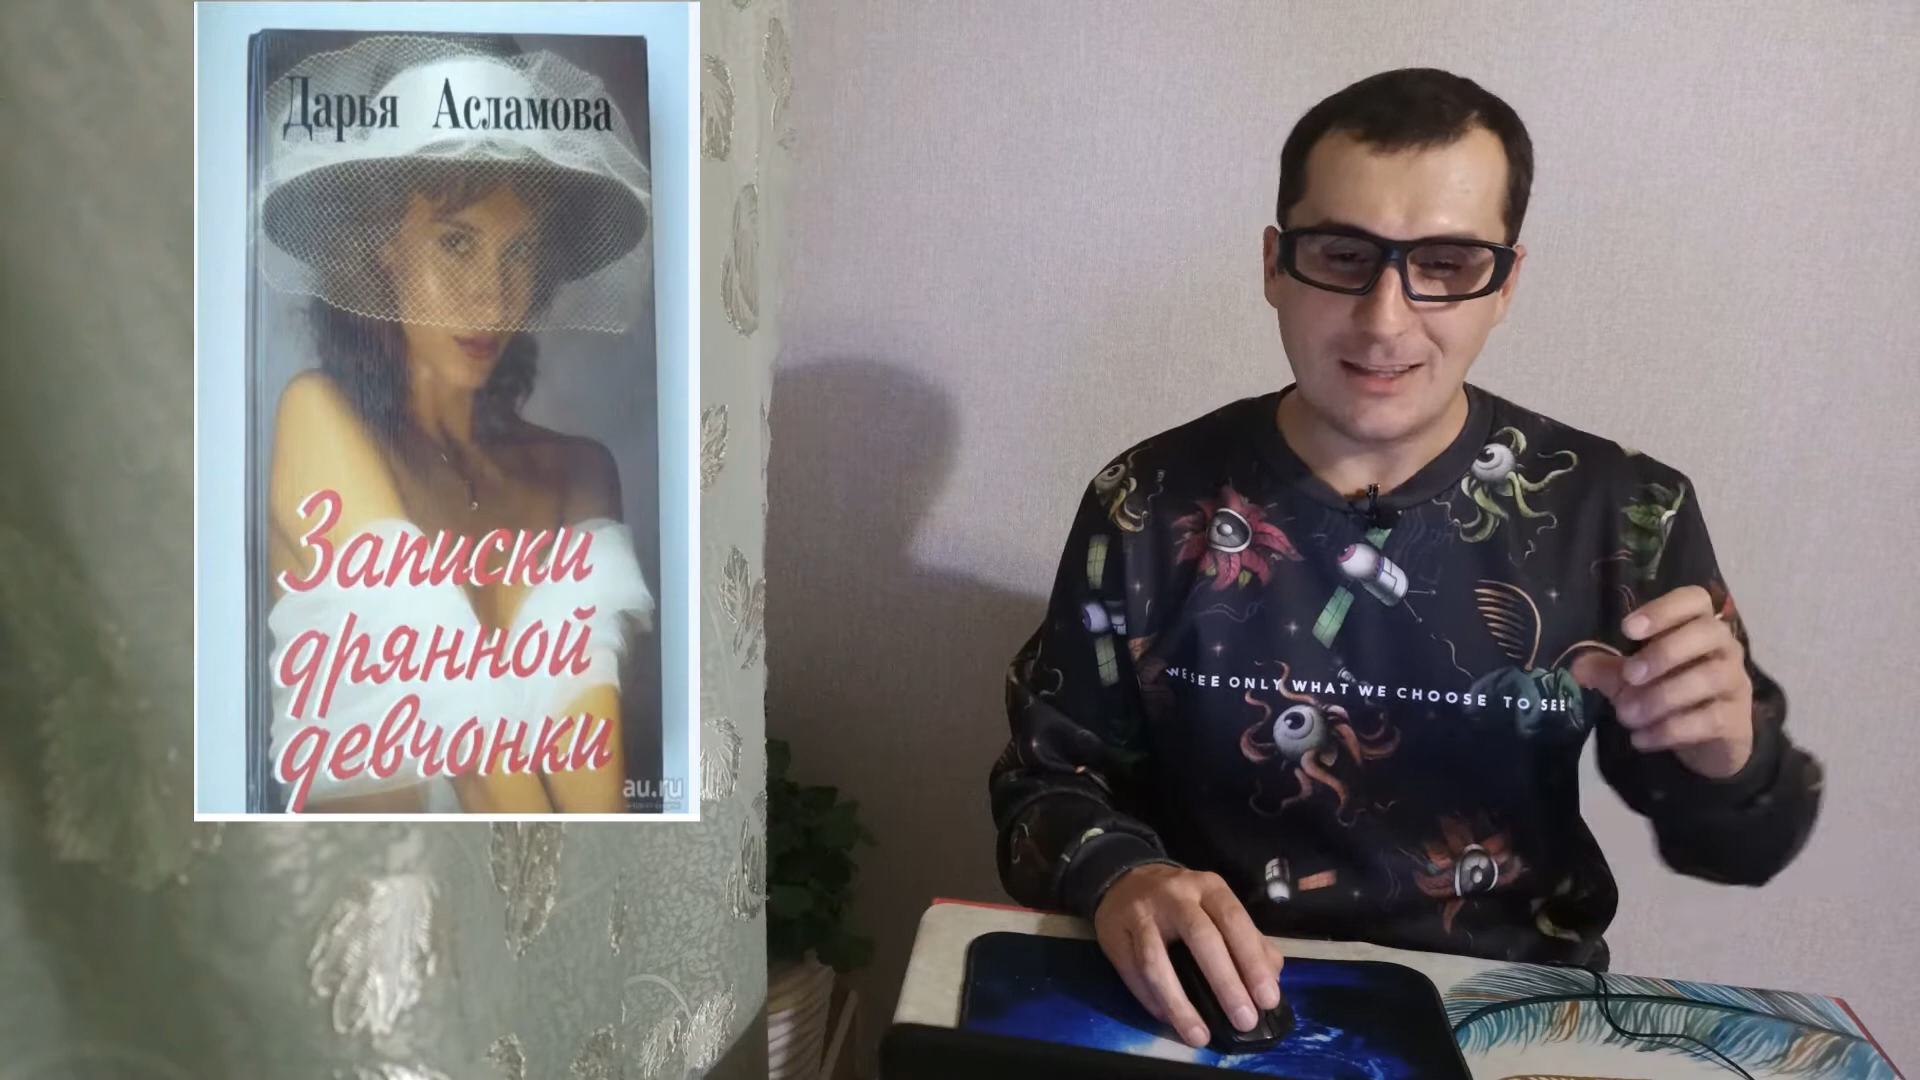 Дарья Асламова
Записки
дрянной
девчонки
au.ru
WE SEE ONLY WHAT WE CHOOSE TO SEE